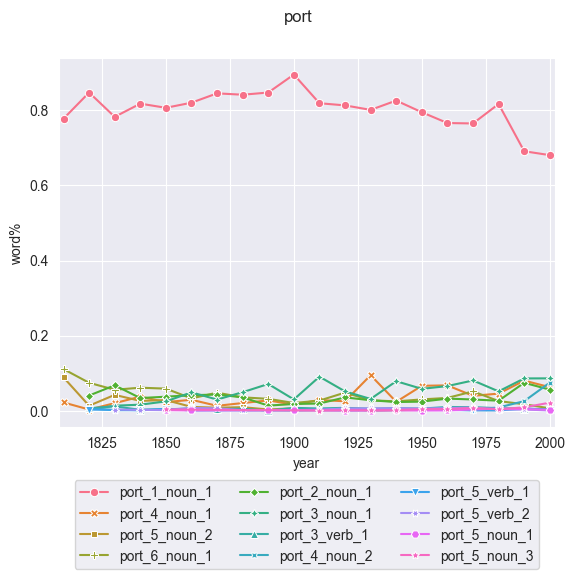 port
word%
0.8
0.6
0.4
0.2
0.0
1825 1850 1875 1900 1925 1950 1975 2000
year
port_1_noun_1 port_2_noun_1 port_5_verb_1
port_4_noun_1 port_3_noun_1 port_5_verb_2
port_5_noun_2 port_3_verb_1 port_5_noun_1
port_6_noun_1 port_4_noun_2 port_5_noun_3